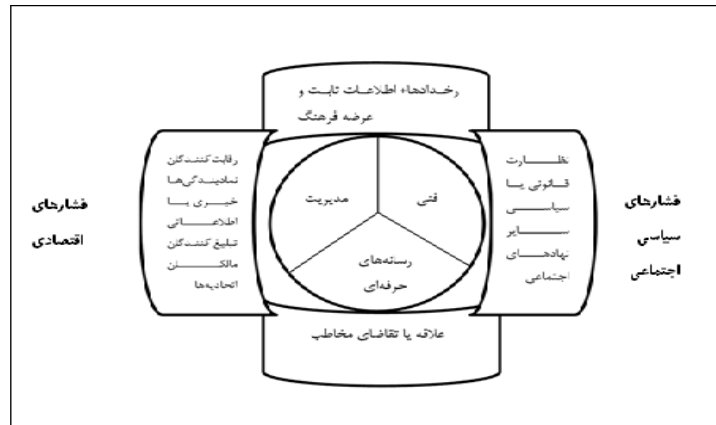 رخدادها+ اطلاعات ثابت و
عرضه فرهنگ
نظارت
قانونی یا
سیاسی
سایر
نهادهای
اجتماعی
فشارهای
سیاسی
اجتماعی
فنی
مدیریت
رسانه‌های
حرفه‌ای
رقابت‌کنندگان
نمایندگی‌ها
خبری یا
اطلاعاتی
تبلیغ‌کنندگان
مالکان
اتحادیه‌ها
فشارهای
اقتصادی
علاقه یا تقاضای مخاطب